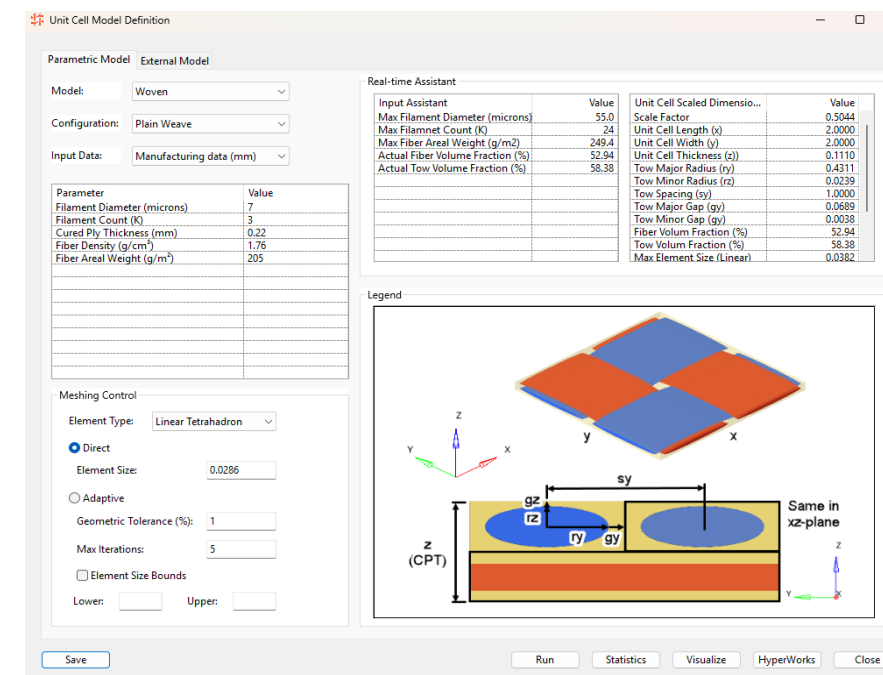 Unit Cell Model Definition
Parametric Model External Model
Model: Woven
Configuration: Plain Weave
Input Data: Manufacturing data (mm)
Parameter Value
Filament Diameter (microns) 7
Filament Count (K) 3
Cured Ply Thickness (mm) 0.22
Fiber Density (g/cm³) 1.76
Fiber Areal Weight (g/m²) 205
Meshing Control
Element Type: Linear Tetrahadron
Direct
Element Size: 0.0286
Adaptive
Geometric Tolerance (%): 1
Max Iterations: 5
Element Size Bounds
Lower: Upper:
Real-time Assistant
Input Assistant Value
Max Filament Diameter (microns) 55.0
Max Filamnet Count (K) 24
Max Fiber Areal Weight (g/m2) 249.4
Actual Fiber Volume Fraction (%) 52.94
Actual Tow Volume Fraction (%) 58.38
Unit Cell Scaled Dimensio... Value
Scale Factor 0.5044
Unit Cell Length (x) 2.0000
Unit Cell Width (y) 2.0000
Unit Cell Thickness (z)) 0.1110
Tow Major Radius (ry) 0.4311
Tow Minor Radius (rz) 0.0239
Tow Spacing (sy) 1.0000
Tow Major Gap (gy) 0.0689
Tow Minor Gap (gy) 0.0038
Fiber Volum Fraction (%) 52.94
Tow Volum Fraction (%) 58.38
Max Element Size (Linear) 0.0382
Legend
Z
Y X
y x
sy
gz
rz
ry gy
Same in
xz-plane
z
(CPT)
Z
Y X
Save Run Statistics Visualize HyperWorks Close